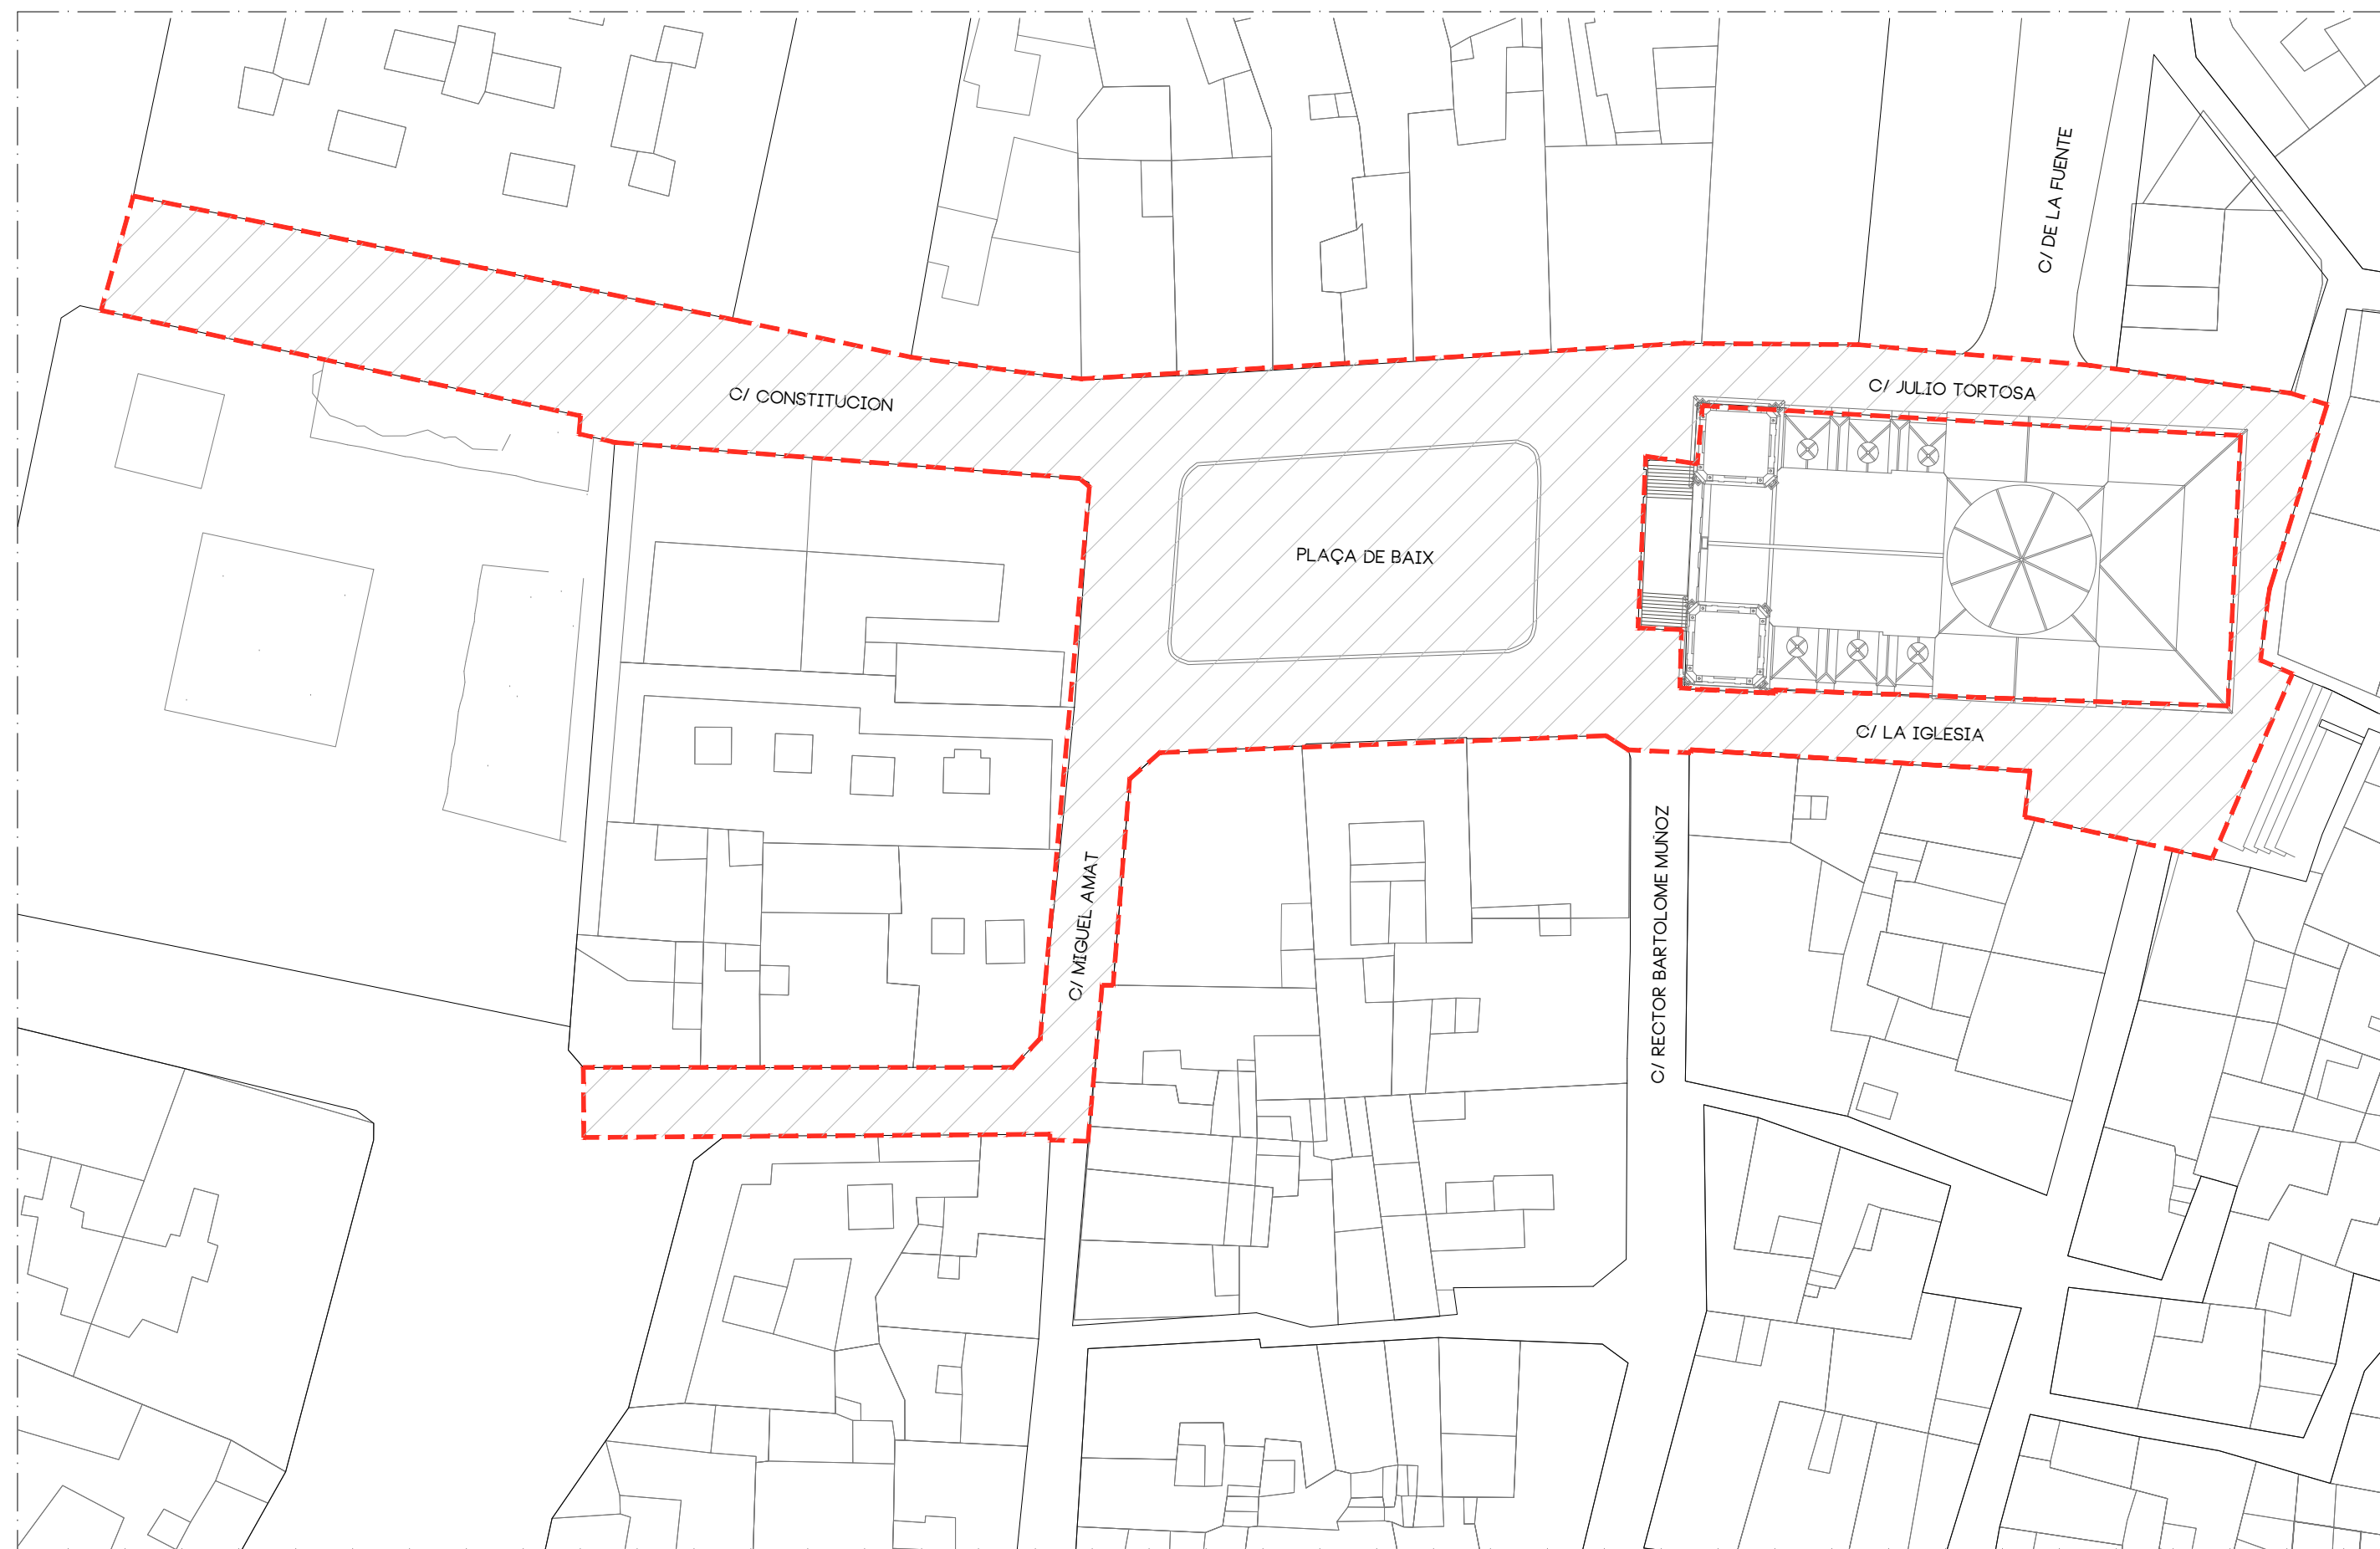 C/ DE LA FUENTE
C/ JULIO TORTOSA
C/ CONSTITUCION
PLAÇA DE BAIX
C/ LA IGLESIA
C/ MIGUEL AMAT
C/ RECTOR BARTOLOME MUÑOZ